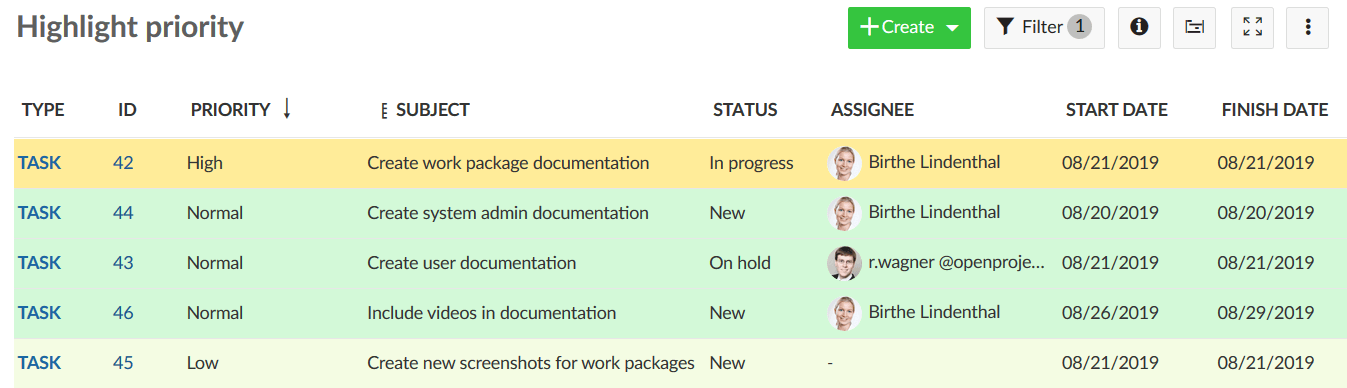 Highlight priority
Create
Filter 1
TYPE ID PRIORITY SUBJECT STATUS ASSIGNEE START DATE FINISH DATE
TASK 42 High Create work package documentation In progress Birthe Lindenthal 08/21/2019 08/21/2019
TASK 44 Normal Create system admin documentation New Birthe Lindenthal 08/20/2019 08/20/2019
TASK 43 Normal Create user documentation On hold r.wagner @openproje... 08/21/2019 08/21/2019
TASK 46 Normal Include videos in documentation New Birthe Lindenthal 08/26/2019 08/29/2019
TASK 45 Low Create new screenshots for work packages New - 08/21/2019 08/21/2019